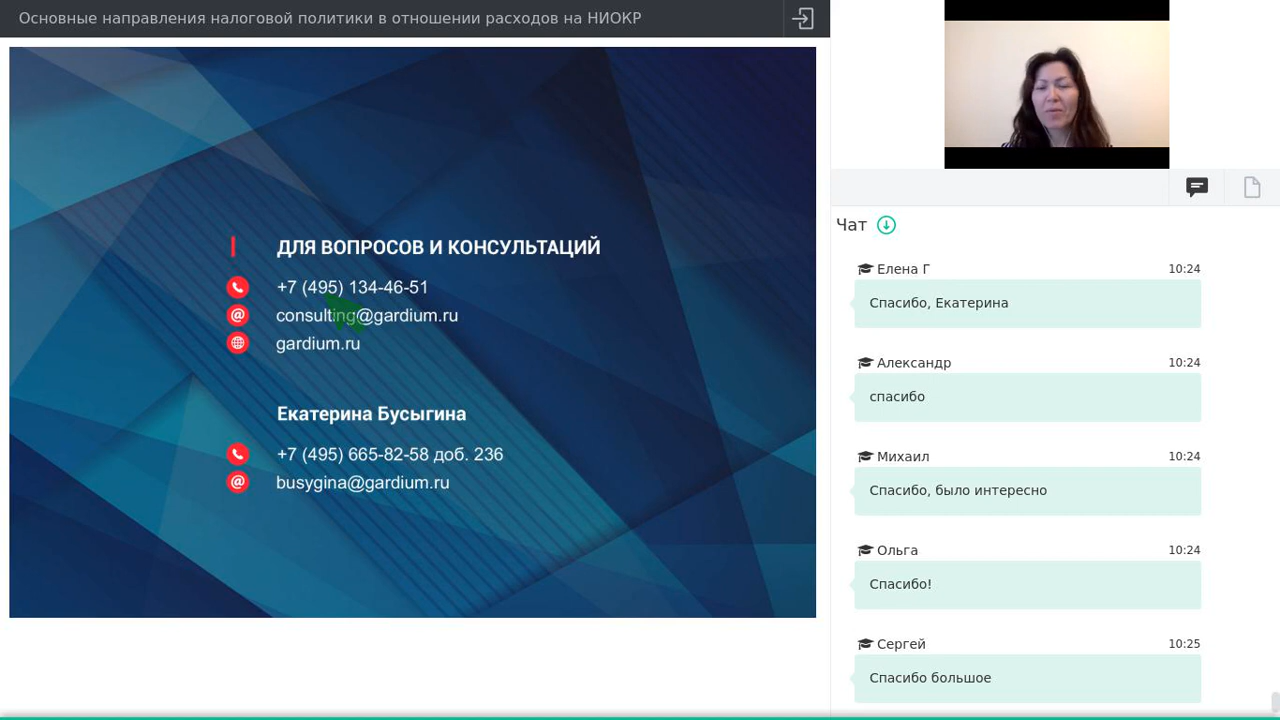 Основные направления налоговой политики в отношении расходов на НИОКР
ДЛЯ ВОПРОСОВ И КОНСУЛЬТАЦИЙ
+7 (495) 134-46-51
consulting@gardium.ru
gardium.ru
Екатерина Бусыгина
+7 (495) 665-82-58 доб. 236
busygina@gardium.ru
Чат
Елена Г 10:24
Спасибо, Екатерина
Александр 10:24
спасибо
Михаил 10:24
Спасибо, было интересно
Ольга 10:24
Спасибо!
Сергей 10:25
Спасибо большое